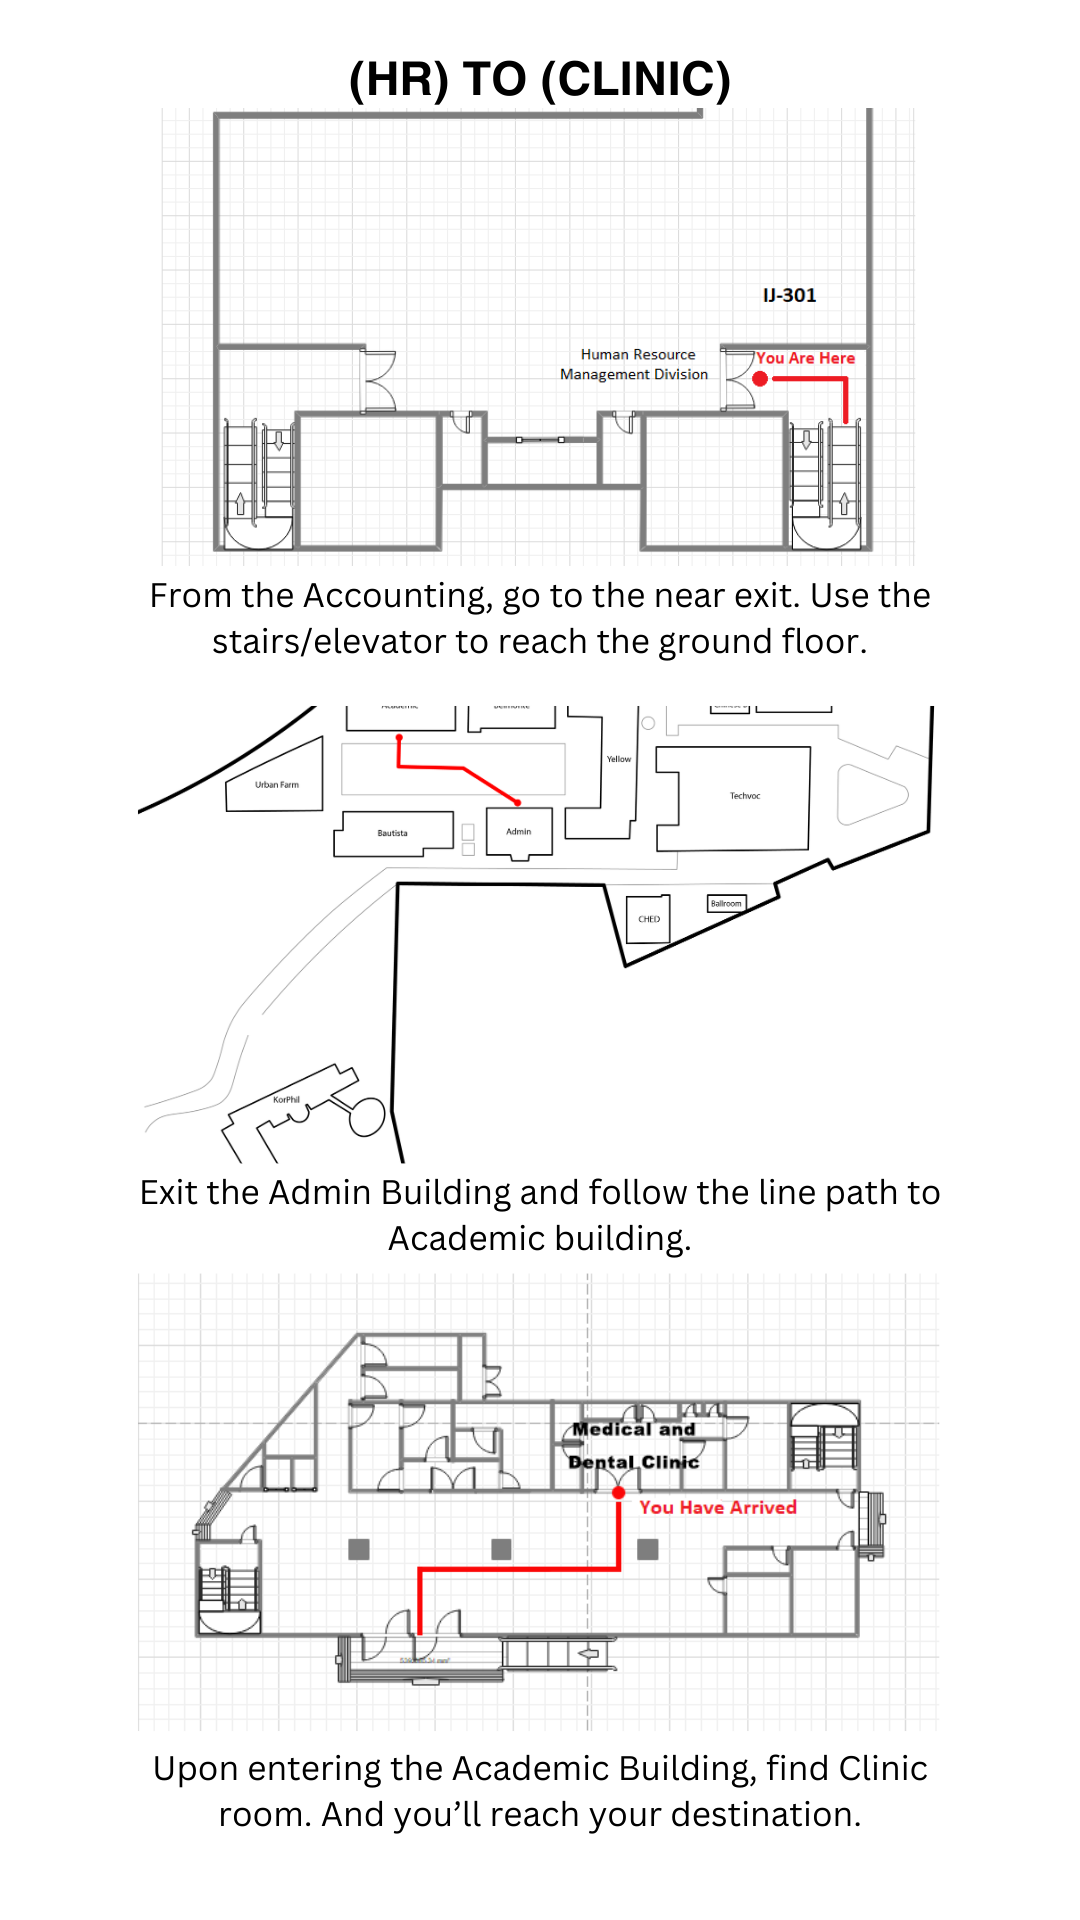 (HR) TO (CLINIC)
IJ-301
Human Resource
Management Division
You Are Here
From the Accounting, go to the near exit. Use the
stairs/elevator to reach the ground floor.
Academic
Belmonte
Urban Farm
Yellow
Techvoc
Bautista
Admin
CHED
Ballroom
KorPhil
Exit the Admin Building and follow the line path to
Academic building.
Medical and
Dental Clinic
You Have Arrived
Upon entering the Academic Building, find Clinic
room. And you’ll reach your destination.